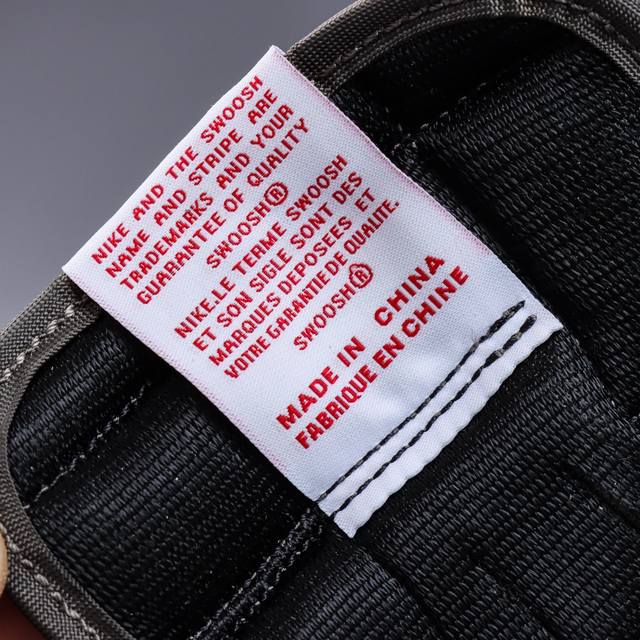 NIKE AND THE SWOOSH
NAME AND STRIPE ARE
TRADEMARKS AND YOUR
GUARANTEE OF QUALITY
SWOOSH®
NIKE.LE TERME SWOOSH
ET SON SIGLE SONT DES
MARQUES DEPOSEES ET
VOTRE GARANTIE DE QUALITE.
SWOOSH®
MADE IN CHINA
FABRIQUE EN CHINE